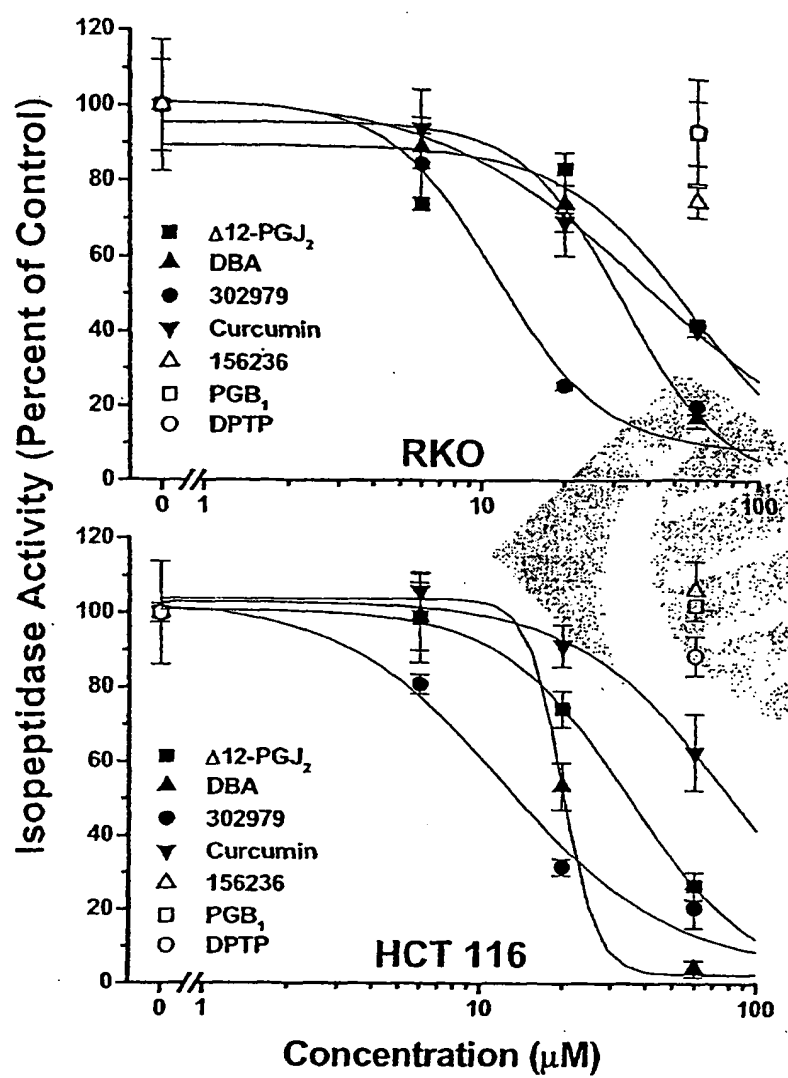 Isopeptidase Activity (Percent of Control)
120
100
80
60
40
20
0
Δ12-PGJ₂
DBA
302979
Curcumin
156236
PGB₁
DPTP
RKO
0 1 10 100
120
100
80
60
40
20
0
Δ12-PGJ₂
DBA
302979
Curcumin
156236
PGB₁
DPTP
HCT 116
0 1 10 100
Concentration (μM)